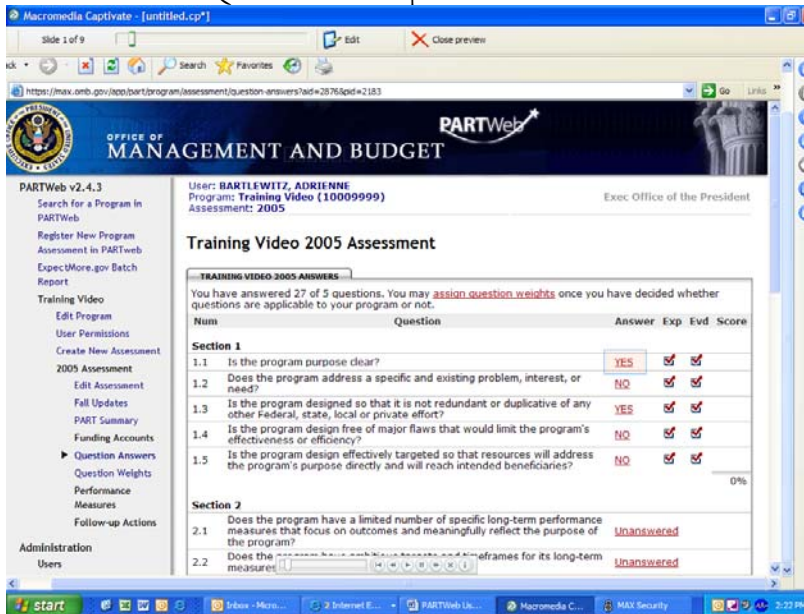 Macromedia Captivate - [untitled.cp*]
Slide 1 of 9
Edit
Close preview
Search Favorites
https://max.omb.gov/app/part/program/assessment/question-answers?aid=2876&pid=2183
Go Links »
OFFICE OF
MANAGEMENT AND BUDGET
PARTWeb
PARTWeb v2.4.3
Search for a Program in
PARTWeb
Register New Program
Assessment in PARTweb
ExpectMore.gov Batch
Report
Training Video
Edit Program
User Permissions
Create New Assessment
2005 Assessment
Edit Assessment
Fall Updates
PART Summary
Funding Accounts
Question Answers
Question Weights
Performance
Measures
Follow-up Actions
Administration
Users
User: BARTLEWITZ, ADRIENNE
Program: Training Video (10009999)
Assessment: 2005
Exec Office of the President
Training Video 2005 Assessment
TRAINING VIDEO 2005 ANSWERS
You have answered 27 of 5 questions. You may assign question weights once you have decided whether
questions are applicable to your program or not.
Num Question Answer Exp Evd Score
Section 1
1.1 Is the program purpose clear? YES
1.2 Does the program address a specific and existing problem, interest, or
need? NO
1.3 Is the program designed so that it is not redundant or duplicative of any
other Federal, state, local or private effort? YES
1.4 Is the program design free of major flaws that would limit the program's
effectiveness or efficiency? NO
1.5 Is the program design effectively targeted so that resources will address
the program's purpose directly and will reach intended beneficiaries? NO
0%
Section 2
2.1 Does the program have a limited number of specific long-term performance
measures that focus on outcomes and meaningfully reflect the purpose of
the program? Unanswered
2.2 Does the program have ambitious targets and timeframes for its long-term
measures Unanswered
start
Inbox - Micro...
2 Internet E...
PARTWeb Us...
Macromedia C...
MAX Security